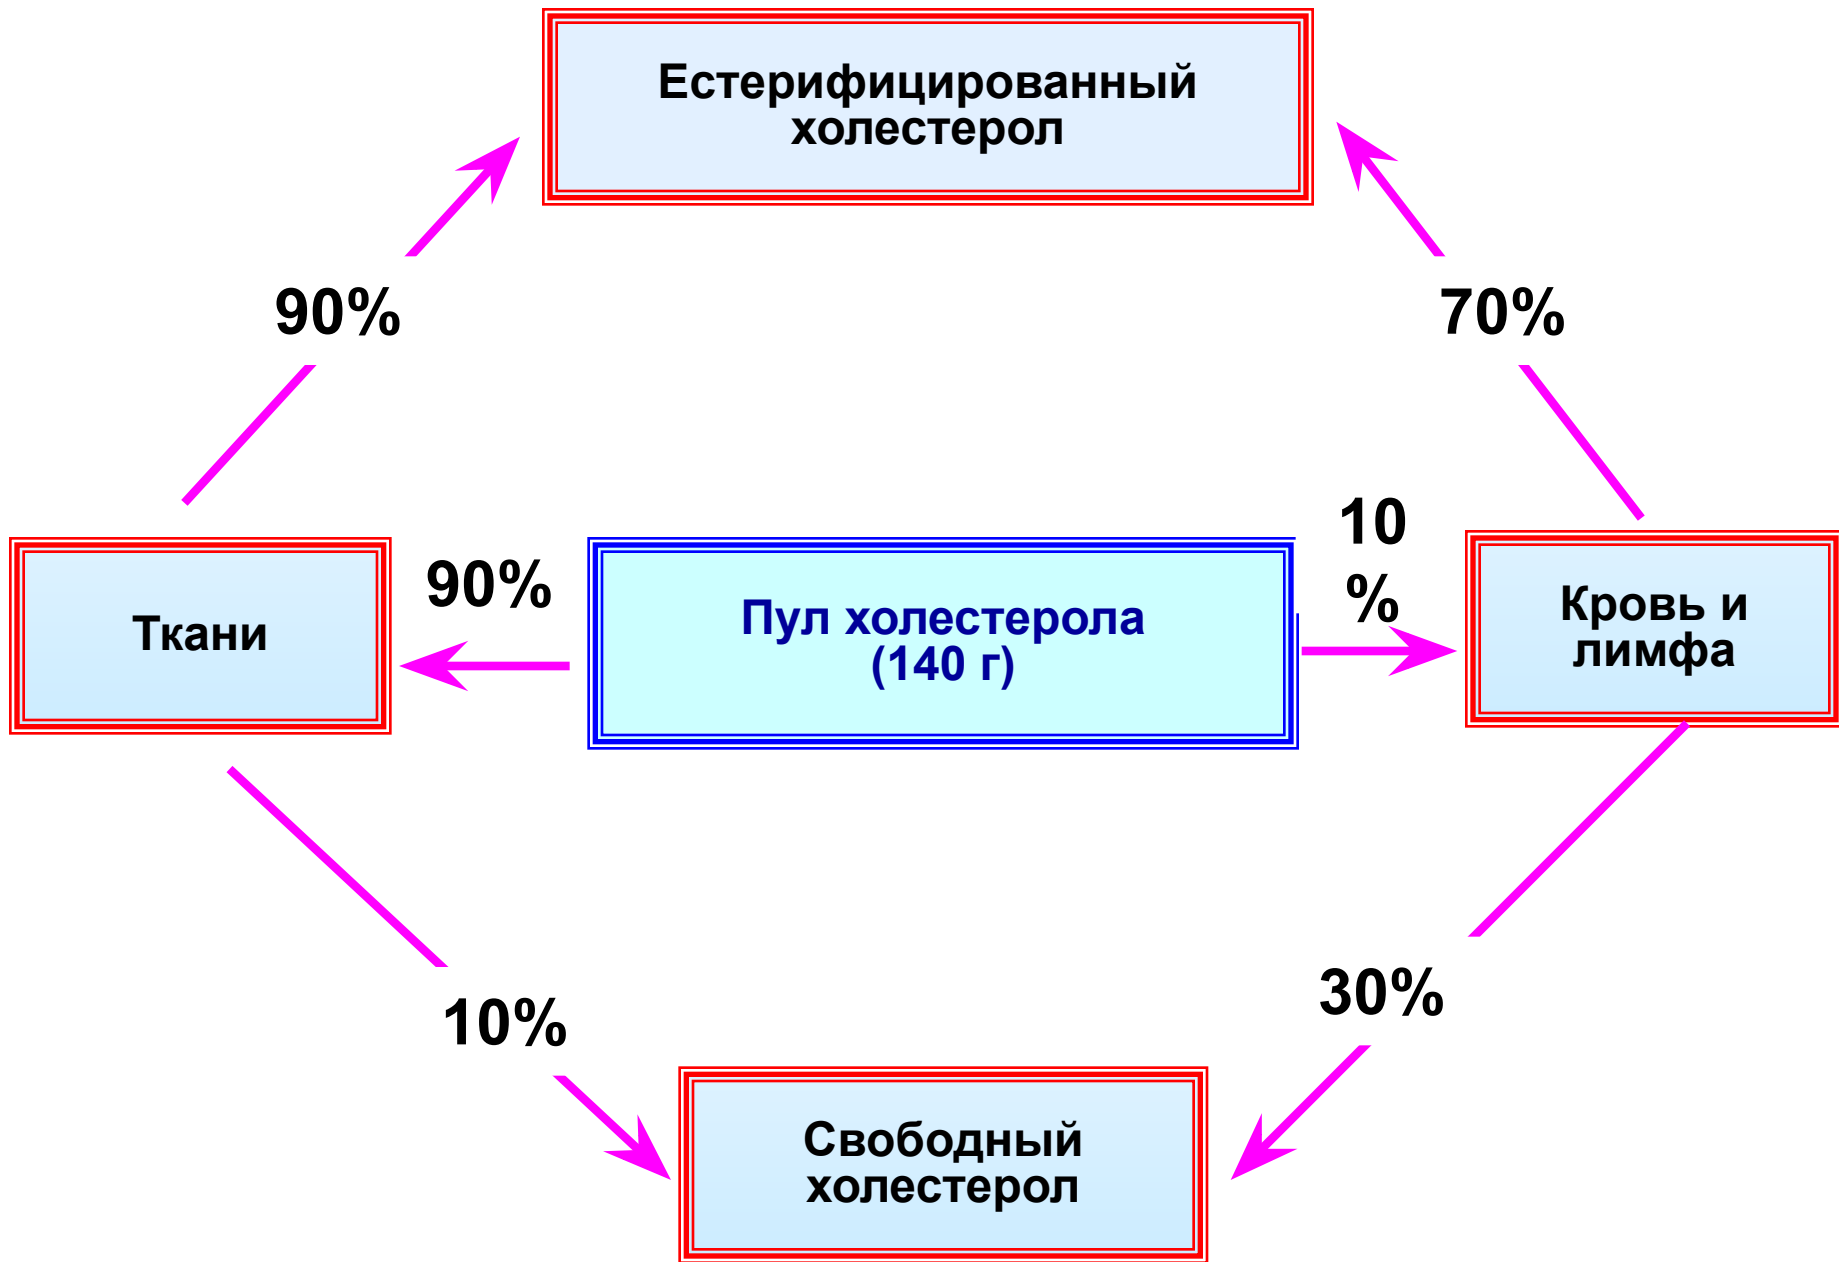 Естерифицированный
холестерол
90%
70%
Ткани
90%
Пул холестерола
(140 г)
10
%
Кровь и
лимфа
10%
30%
Свободный
холестерол